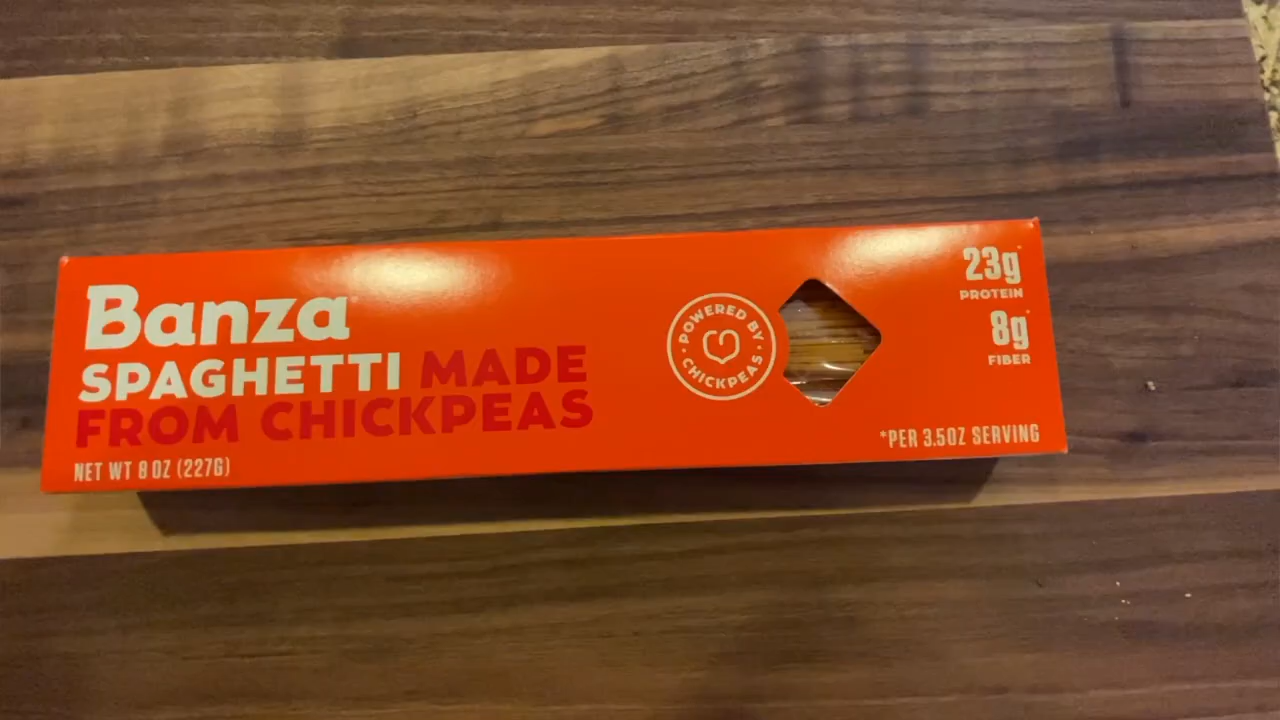 Banza
SPAGHETTI MADE
FROM CHICKPEAS
NET WT 8 OZ (227G)
POWERED BY
CHICKPEAS
23g*
PROTEIN
8g*
FIBER
*PER 3.5OZ SERVING